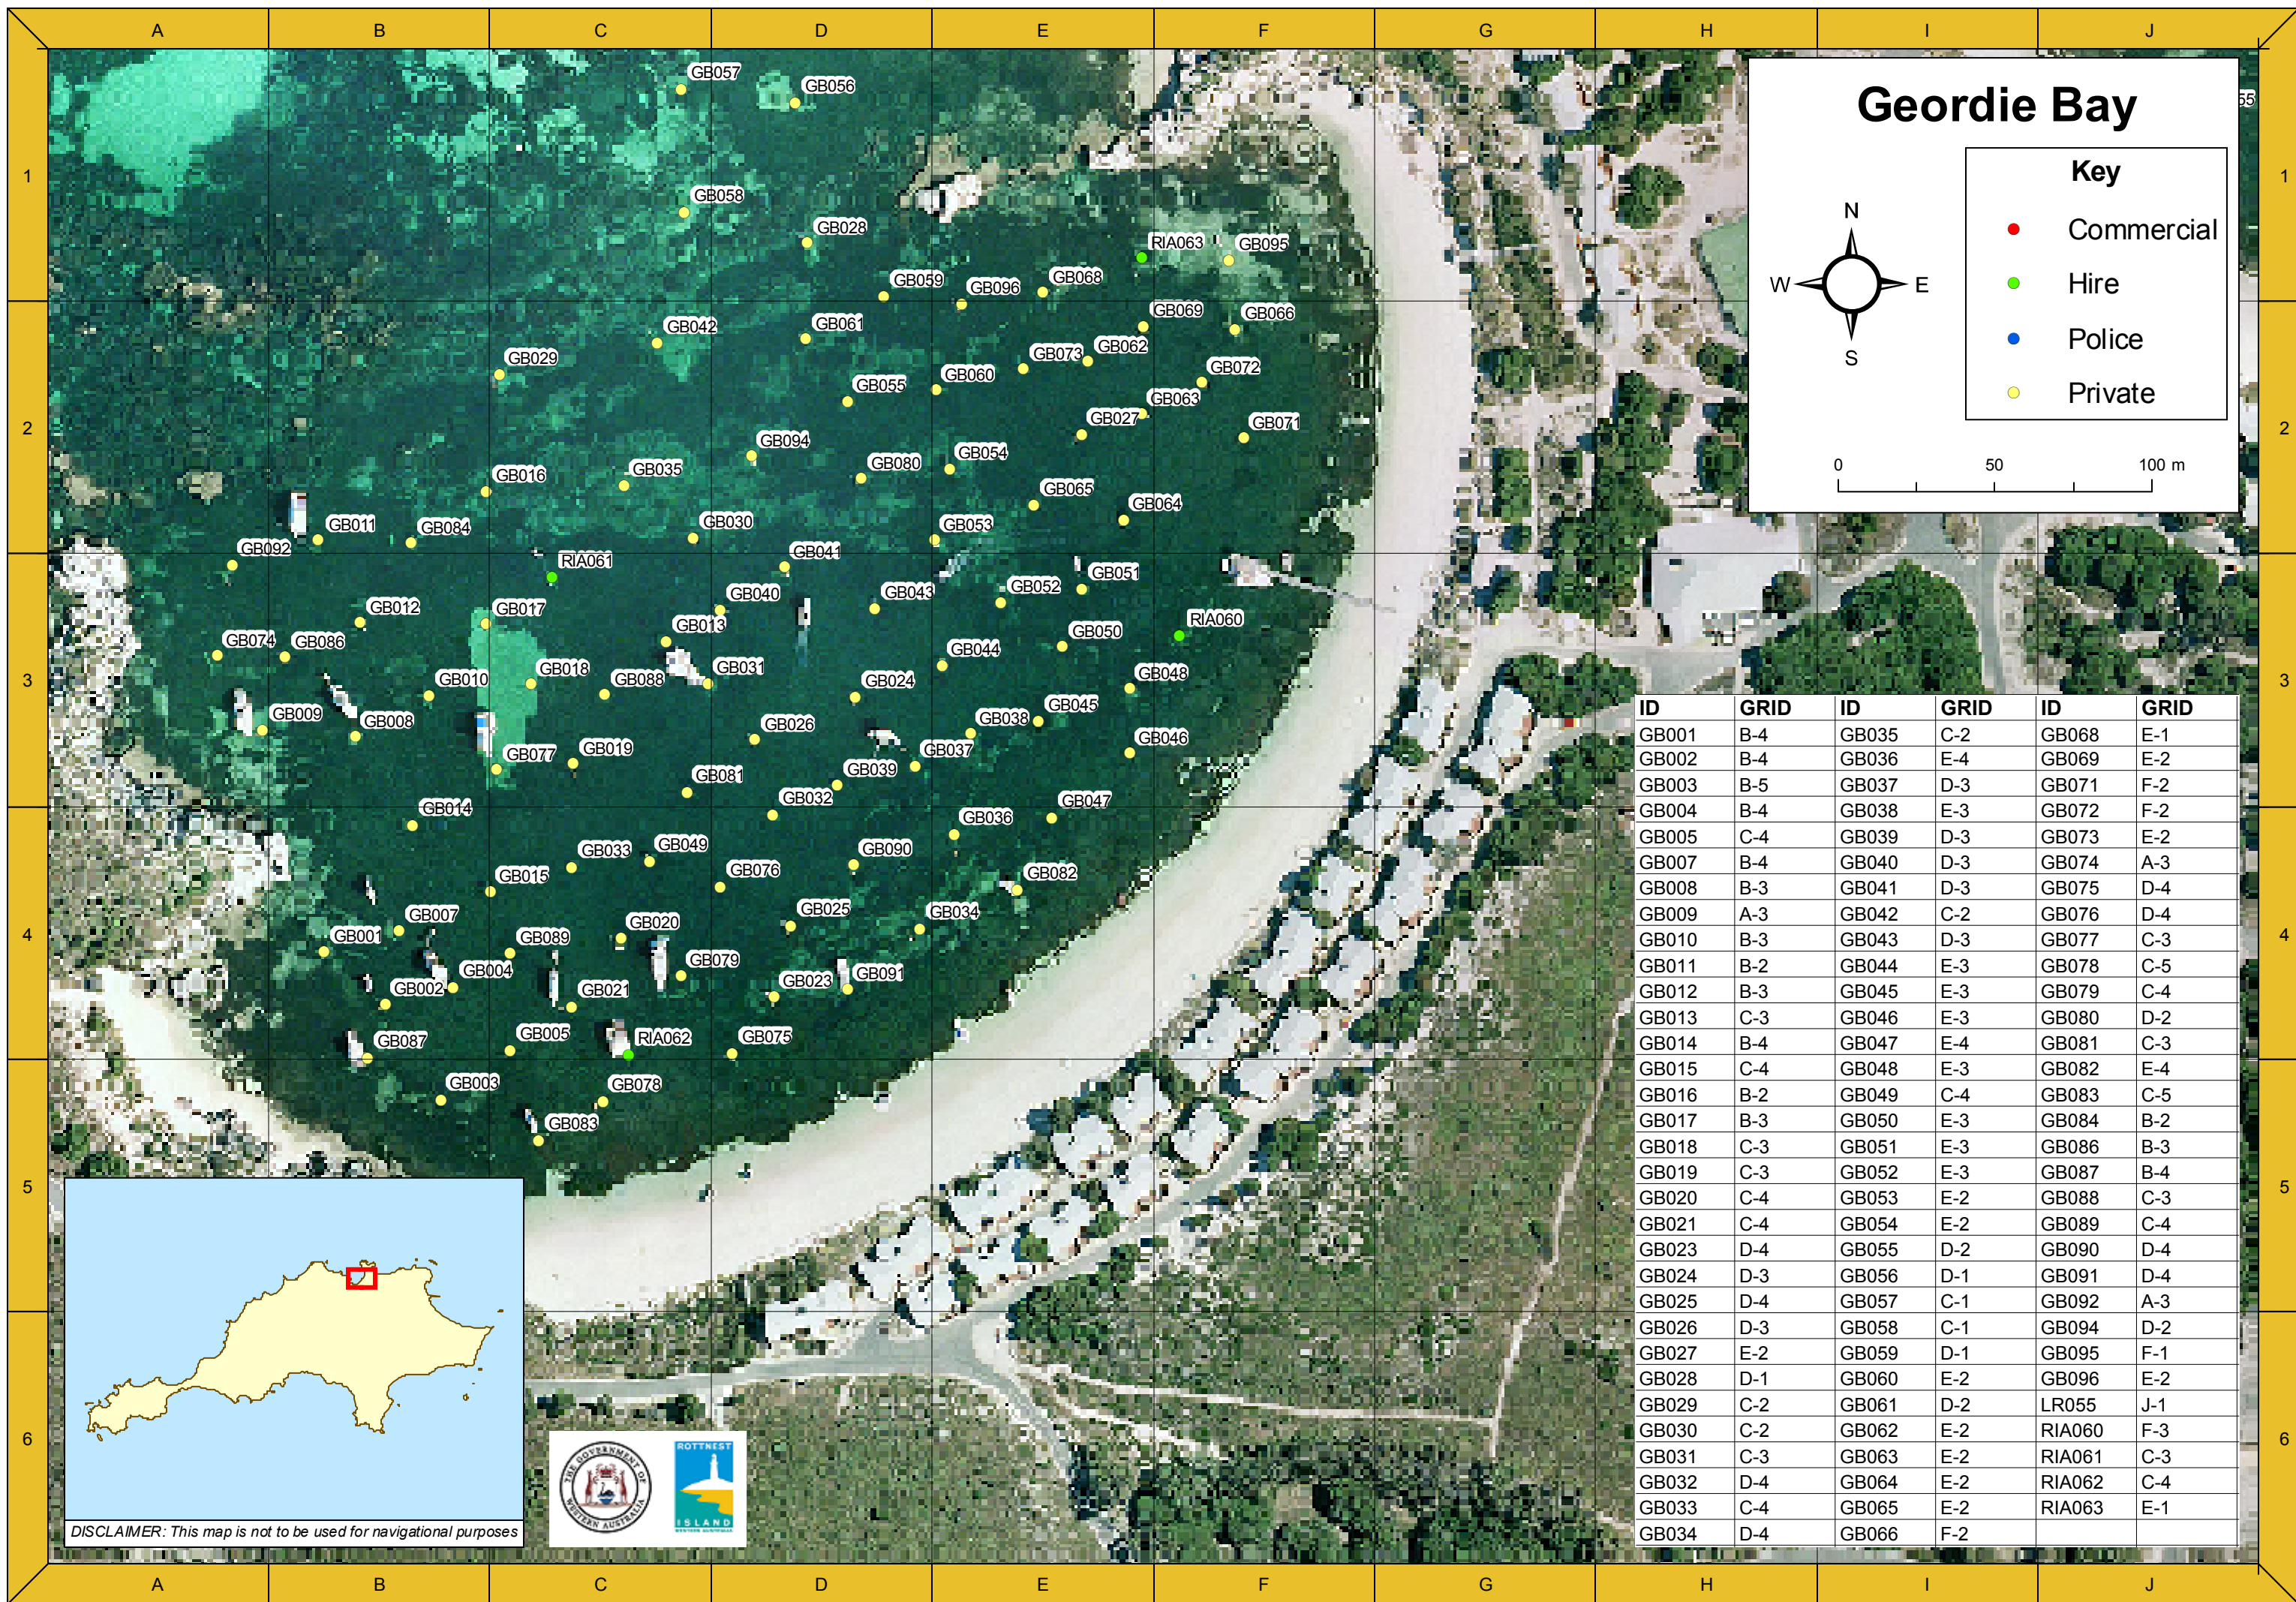 A B C D E F G H I J
Geordie Bay
Key
Commercial
Hire
Police
Private
N
W E
S
0 50 100 m
55
1 1
2 2
3 3
4 4
5 5
6 6
GB057
GB056
GB058
GB028
RIA063
GB095
GB059
GB096
GB068
GB042
GB061
GB069
GB066
GB029
GB073
GB062
GB060
GB072
GB055
GB063
GB027
GB071
GB094
GB054
GB080
GB035
GB016
GB065
GB064
GB011
GB084
GB030
GB053
GB092
GB041
RIA061
GB051
GB052
GB043
GB040
GB012
GB017
GB013
RIA060
GB050
GB074
GB086
GB044
GB031
GB018
GB088
GB048
GB010
GB024
GB045
GB009
GB008
GB026
GB038
GB046
GB037
GB077
GB019
GB039
GB081
GB032
GB047
GB014
GB036
GB049
GB033
GB090
GB015
GB076
GB082
GB007
GB025
GB034
GB001
GB020
GB089
GB079
GB004
GB091
GB023
GB002
GB021
GB005
RIA062
GB075
GB087
GB003
GB078
GB083
ID GRID ID GRID ID GRID
GB001 B-4 GB035 C-2 GB068 E-1
GB002 B-4 GB036 E-4 GB069 E-2
GB003 B-5 GB037 D-3 GB071 F-2
GB004 B-4 GB038 E-3 GB072 F-2
GB005 C-4 GB039 D-3 GB073 E-2
GB007 B-4 GB040 D-3 GB074 A-3
GB008 B-3 GB041 D-3 GB075 D-4
GB009 A-3 GB042 C-2 GB076 D-4
GB010 B-3 GB043 D-3 GB077 C-3
GB011 B-2 GB044 E-3 GB078 C-5
GB012 B-3 GB045 E-3 GB079 C-4
GB013 C-3 GB046 E-3 GB080 D-2
GB014 B-4 GB047 E-4 GB081 C-3
GB015 C-4 GB048 E-3 GB082 E-4
GB016 B-2 GB049 C-4 GB083 C-5
GB017 B-3 GB050 E-3 GB084 B-2
GB018 C-3 GB051 E-3 GB086 B-3
GB019 C-3 GB052 E-3 GB087 B-4
GB020 C-4 GB053 E-2 GB088 C-3
GB021 C-4 GB054 E-2 GB089 C-4
GB023 D-4 GB055 D-2 GB090 D-4
GB024 D-3 GB056 D-1 GB091 D-4
GB025 D-4 GB057 C-1 GB092 A-3
GB026 D-3 GB058 C-1 GB094 D-2
GB027 E-2 GB059 D-1 GB095 F-1
GB028 D-1 GB060 E-2 GB096 E-2
GB029 C-2 GB061 D-2 LR055 J-1
GB030 C-2 GB062 E-2 RIA060 F-3
GB031 C-3 GB063 E-2 RIA061 C-3
GB032 D-4 GB064 E-2 RIA062 C-4
GB033 C-4 GB065 E-2 RIA063 E-1
GB034 D-4 GB066 F-2
THE GOVERNMENT OF
WESTERN AUSTRALIA
ROTTNEST
ISLAND
WESTERN AUSTRALIA
DISCLAIMER: This map is not to be used for navigational purposes
A B C D E F G H I J